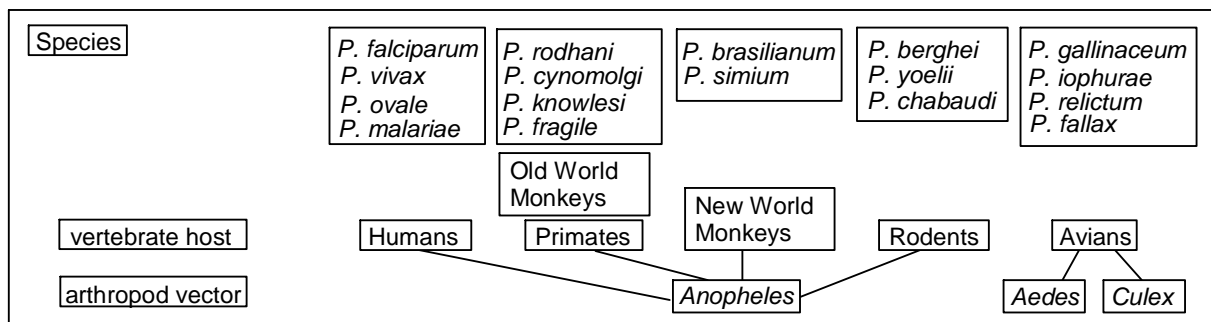 Species
P. falciparum
P. vivax
P. ovale
P. malariae
P. rodhani
P. cynomolgi
P. knowlesi
P. fragile
P. brasilianum
P. simium
P. berghei
P. yoelii
P. chabaudi
P. gallinaceum
P. iophurae
P. relictum
P. fallax
Old World
Monkeys
New World
Monkeys
vertebrate host
Humans
Primates
Rodents
Avians
arthropod vector
Anopheles
Aedes
Culex